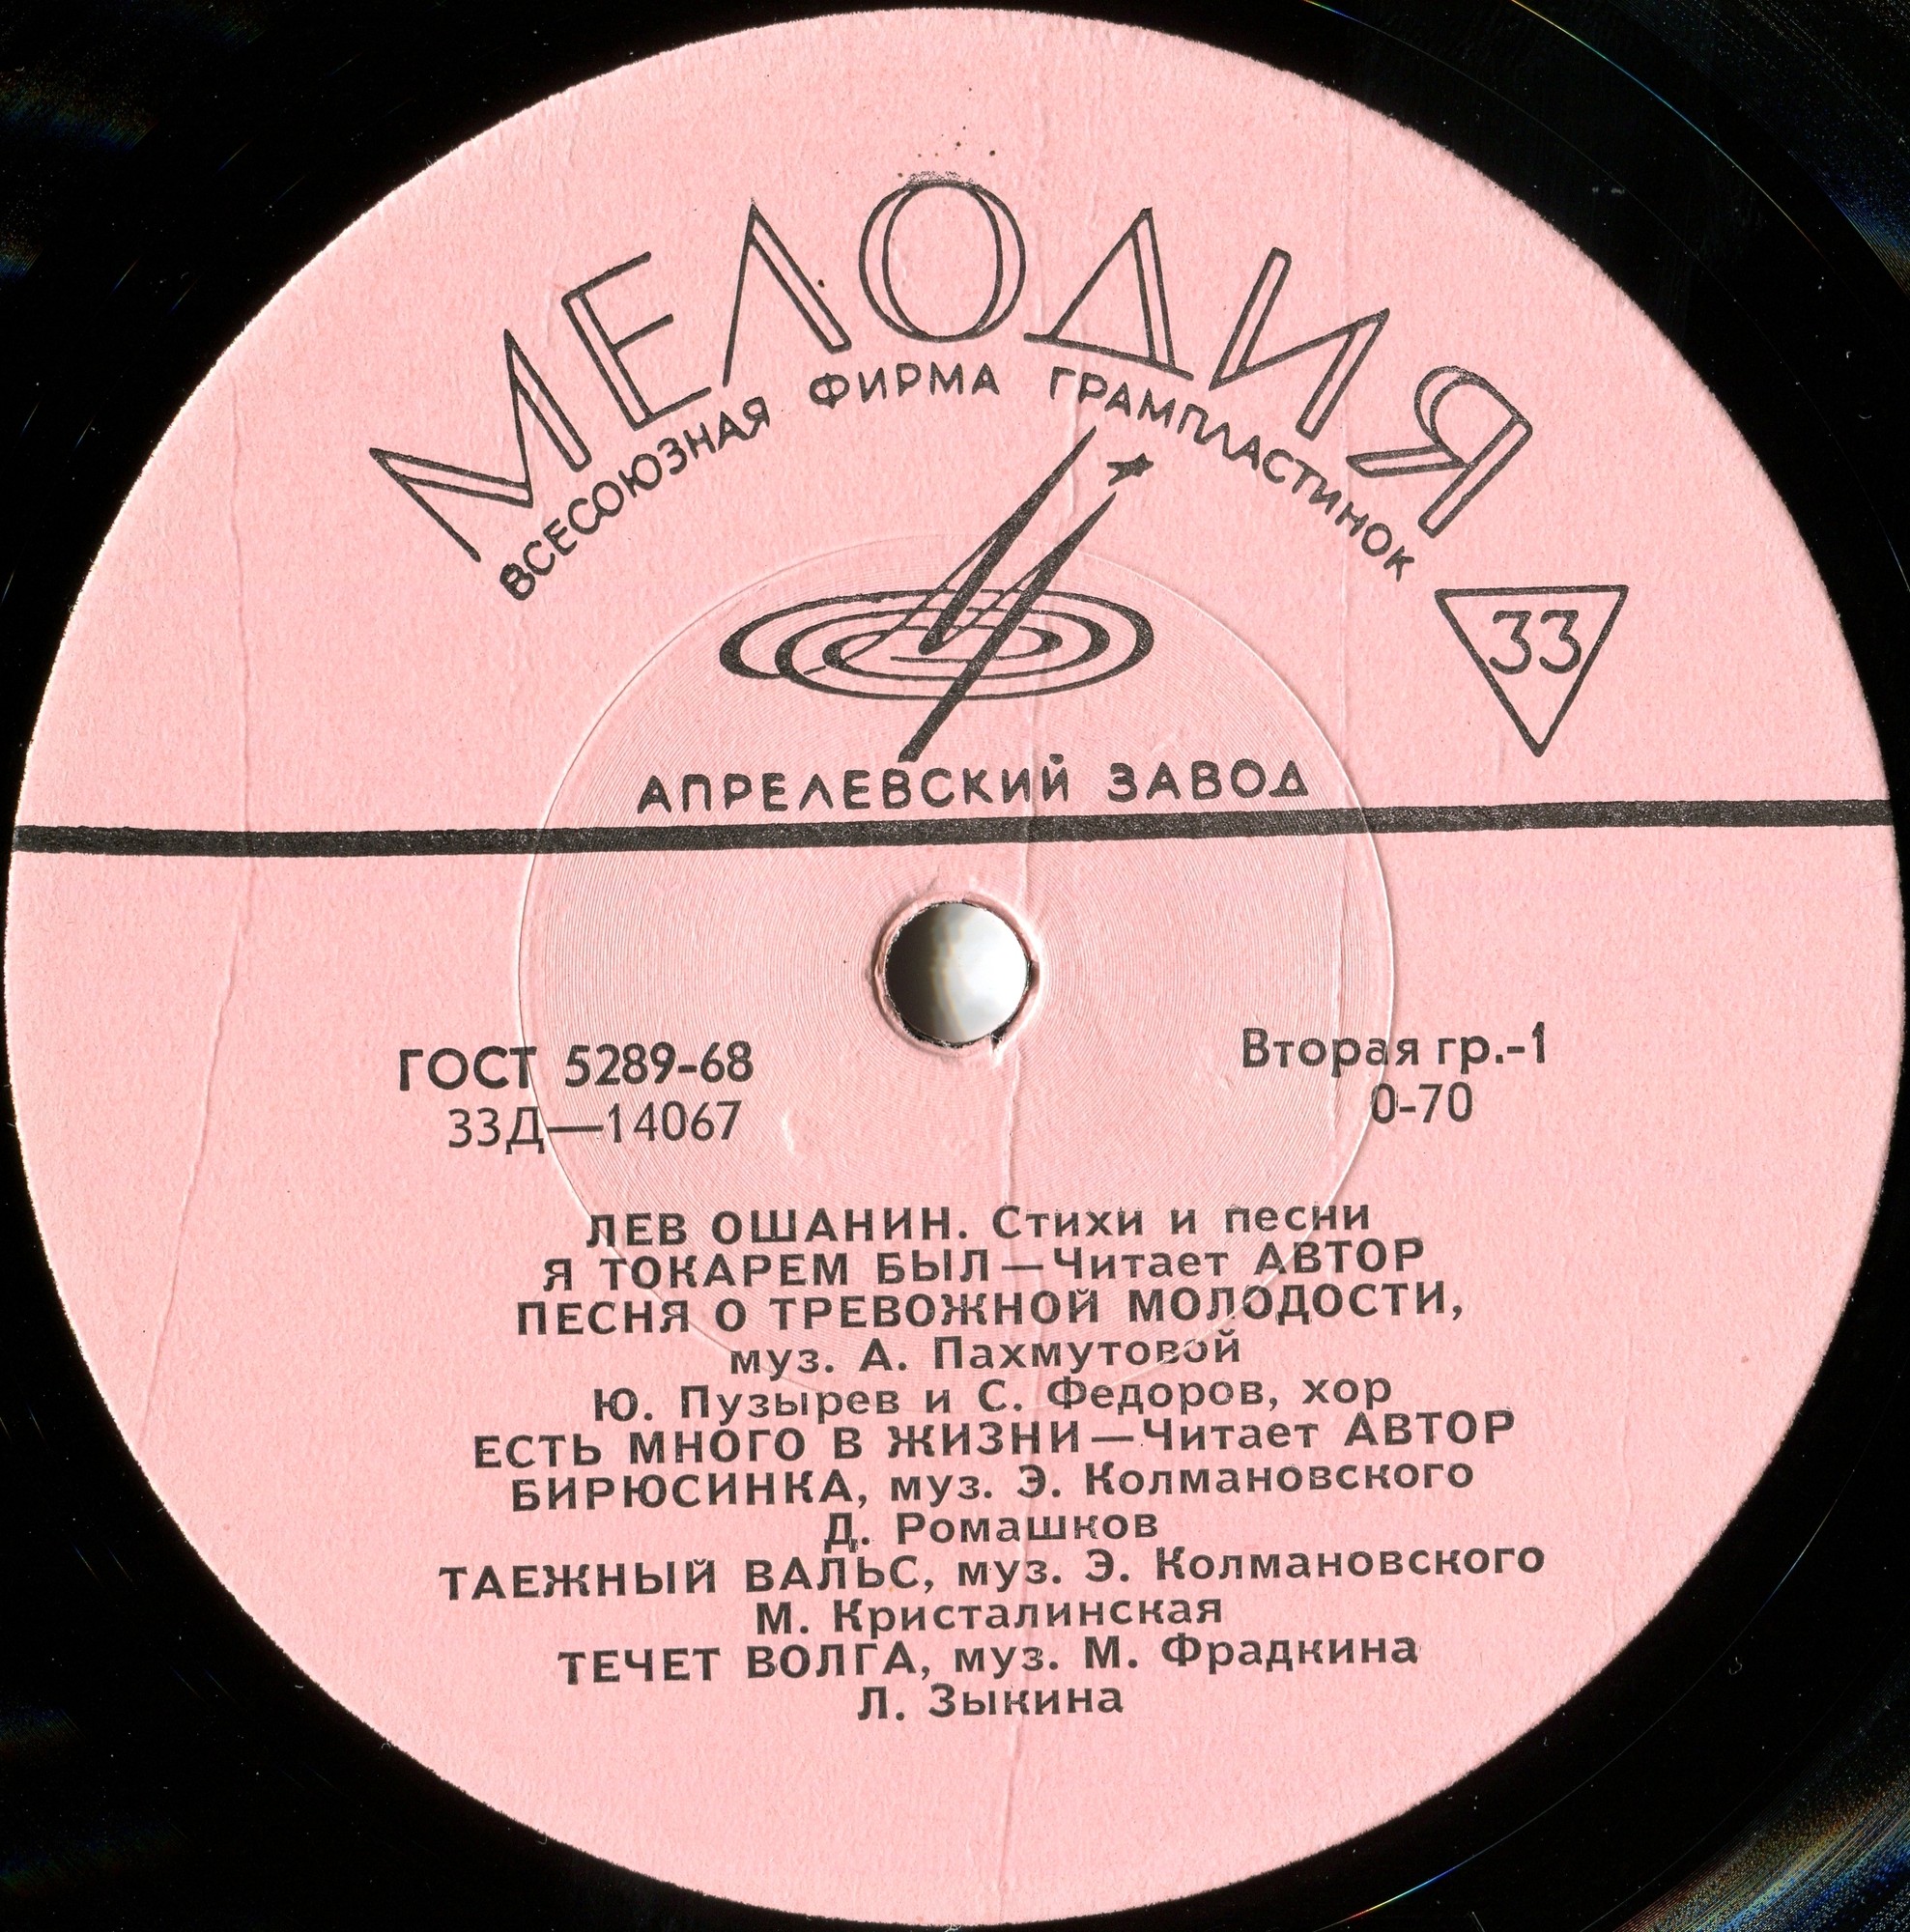 МЕЛОДИЯ
ВСЕСОЮЗНАЯ ФИРМА ГРАМПЛАСТИНОК
33
АПРЕЛЕВСКИЙ ЗАВОД
ГОСТ 5289-68
33Д—14067
Вторая гр.-1
0-70
ЛЕВ ОШАНИН. Стихи и песни
Я ТОКАРЕМ БЫЛ—Читает АВТОР
ПЕСНЯ О ТРЕВОЖНОЙ МОЛОДОСТИ,
муз. А. Пахмутовой
Ю. Пузырев и С. Федоров, хор
ЕСТЬ МНОГО В ЖИЗНИ—Читает АВТОР
БИРЮСИНКА, муз. Э. Колмановского
Д. Ромашков
ТАЕЖНЫЙ ВАЛЬС, муз. Э. Колмановского
М. Кристалинская
ТЕЧЕТ ВОЛГА, муз. М. Фрадкина
Л. Зыкина